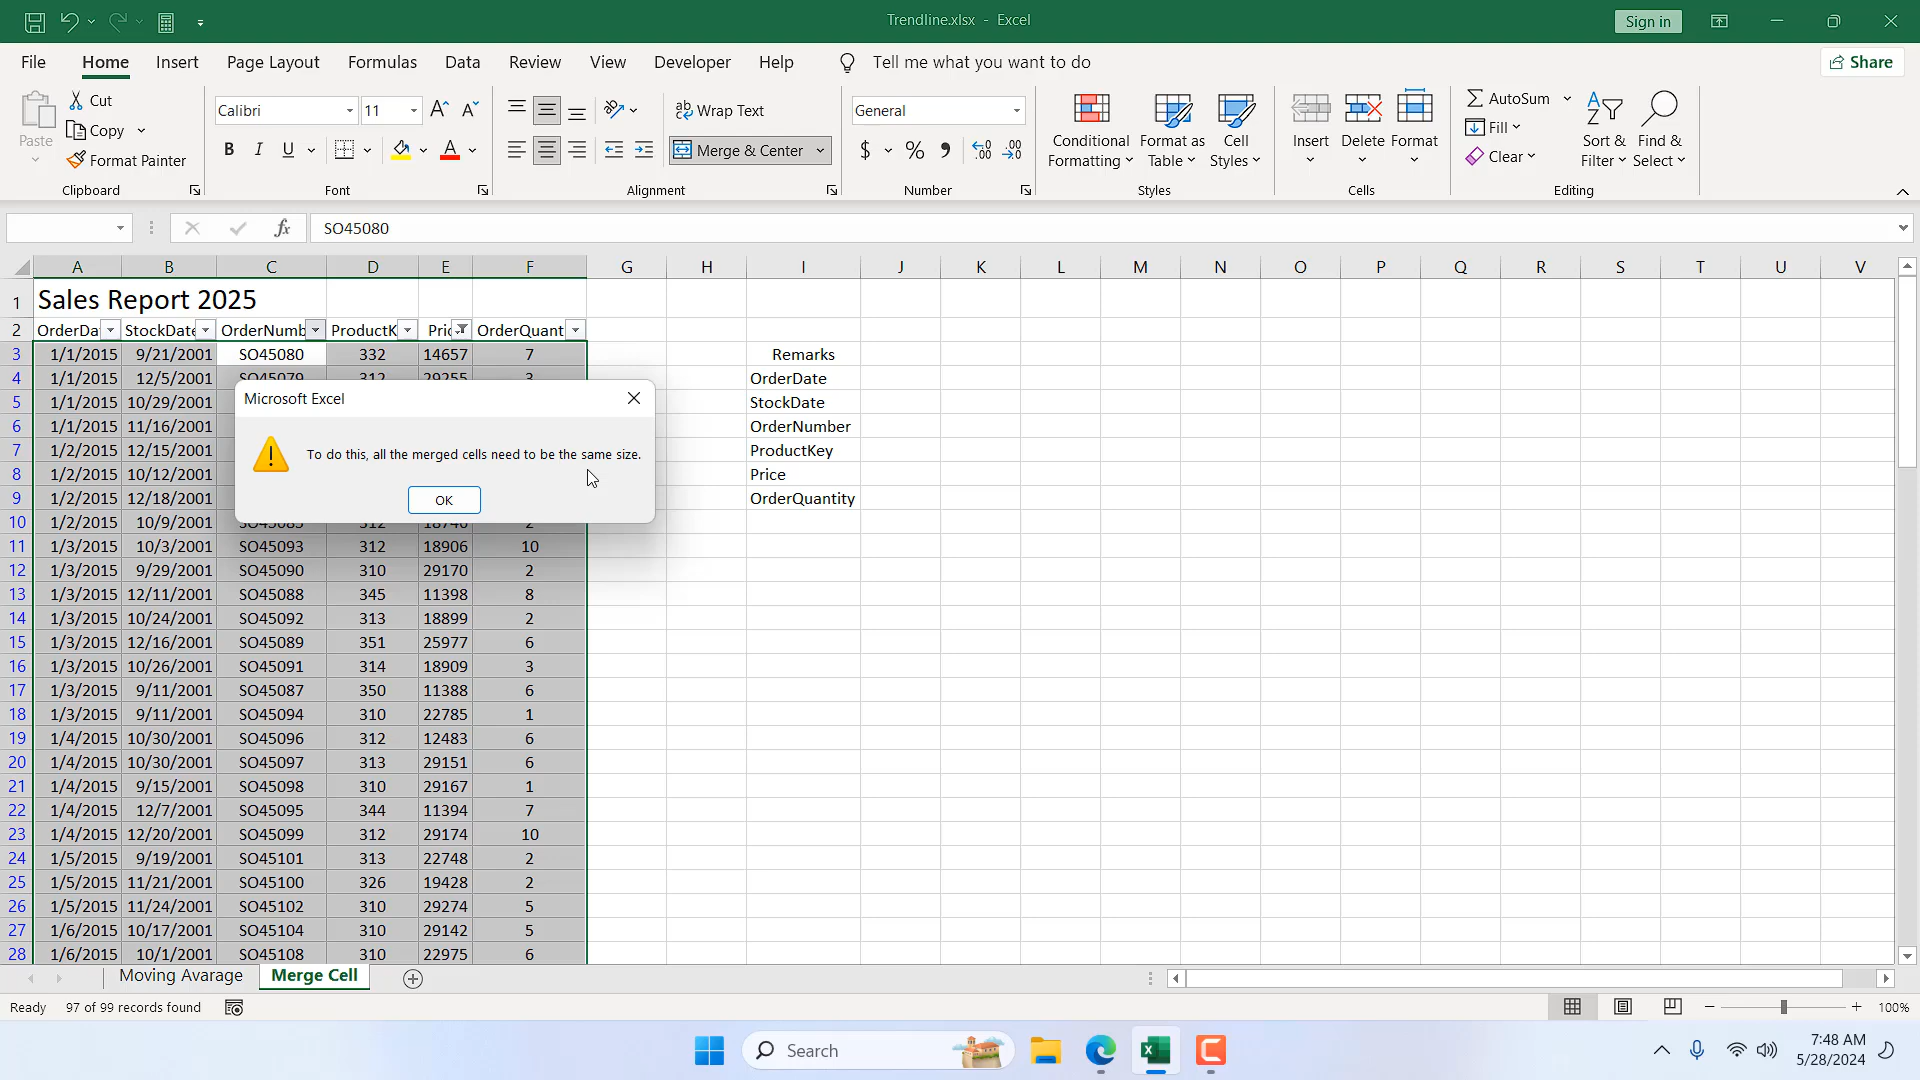 Trendline.xlsx - Excel
Sign in
File Home Insert Page Layout Formulas Data Review View Developer Help Tell me what you want to do Share
Paste
Cut
Copy
Format Painter
Clipboard
Calibri 11
B I U
Font
Wrap Text
Merge & Center
Alignment
General
$ % ,
Number
Conditional Formatting
Format as Table
Cell Styles
Styles
Insert Delete Format
Cells
AutoSum
Fill
Clear
Sort & Filter
Find & Select
Editing
fx SO45080
A B C D E F G H I J K L M N O P Q R S T U V
1 Sales Report 2025
2 OrderDa StockDate OrderNumb ProductK Pric OrderQuant
3 1/1/2015 9/21/2001 SO45080 332 14657 7 Remarks
4 1/1/2015 12/5/2001 SO45079 312 29255 3 OrderDate
5 1/1/2015 10/29/2001 StockDate
6 1/1/2015 11/16/2001 OrderNumber
7 1/2/2015 12/15/2001 ProductKey
8 1/2/2015 10/12/2001 Price
9 1/2/2015 12/18/2001 OrderQuantity
Microsoft Excel
To do this, all the merged cells need to be the same size.
OK
10 1/2/2015 10/9/2001 312 2
11 1/3/2015 10/3/2001 SO45093 312 18906 10
12 1/3/2015 9/29/2001 SO45090 310 29170 2
13 1/3/2015 12/11/2001 SO45088 345 11398 8
14 1/3/2015 10/24/2001 SO45092 313 18899 2
15 1/3/2015 12/16/2001 SO45089 351 25977 6
16 1/3/2015 10/26/2001 SO45091 314 18909 3
17 1/3/2015 9/11/2001 SO45087 350 11388 6
18 1/3/2015 9/11/2001 SO45094 310 22785 1
19 1/4/2015 10/30/2001 SO45096 312 12483 6
20 1/4/2015 10/30/2001 SO45097 313 29151 6
21 1/4/2015 9/15/2001 SO45098 310 29167 1
22 1/4/2015 12/7/2001 SO45095 344 11394 7
23 1/4/2015 12/20/2001 SO45099 312 29174 10
24 1/5/2015 9/19/2001 SO45101 313 22748 2
25 1/5/2015 11/21/2001 SO45100 326 19428 2
26 1/5/2015 11/24/2001 SO45102 310 29274 5
27 1/6/2015 10/17/2001 SO45104 310 29142 5
28 1/6/2015 10/1/2001 SO45108 310 22975 6
Moving Avarage Merge Cell
Ready 97 of 99 records found 100%
Search
7:48 AM
5/28/2024